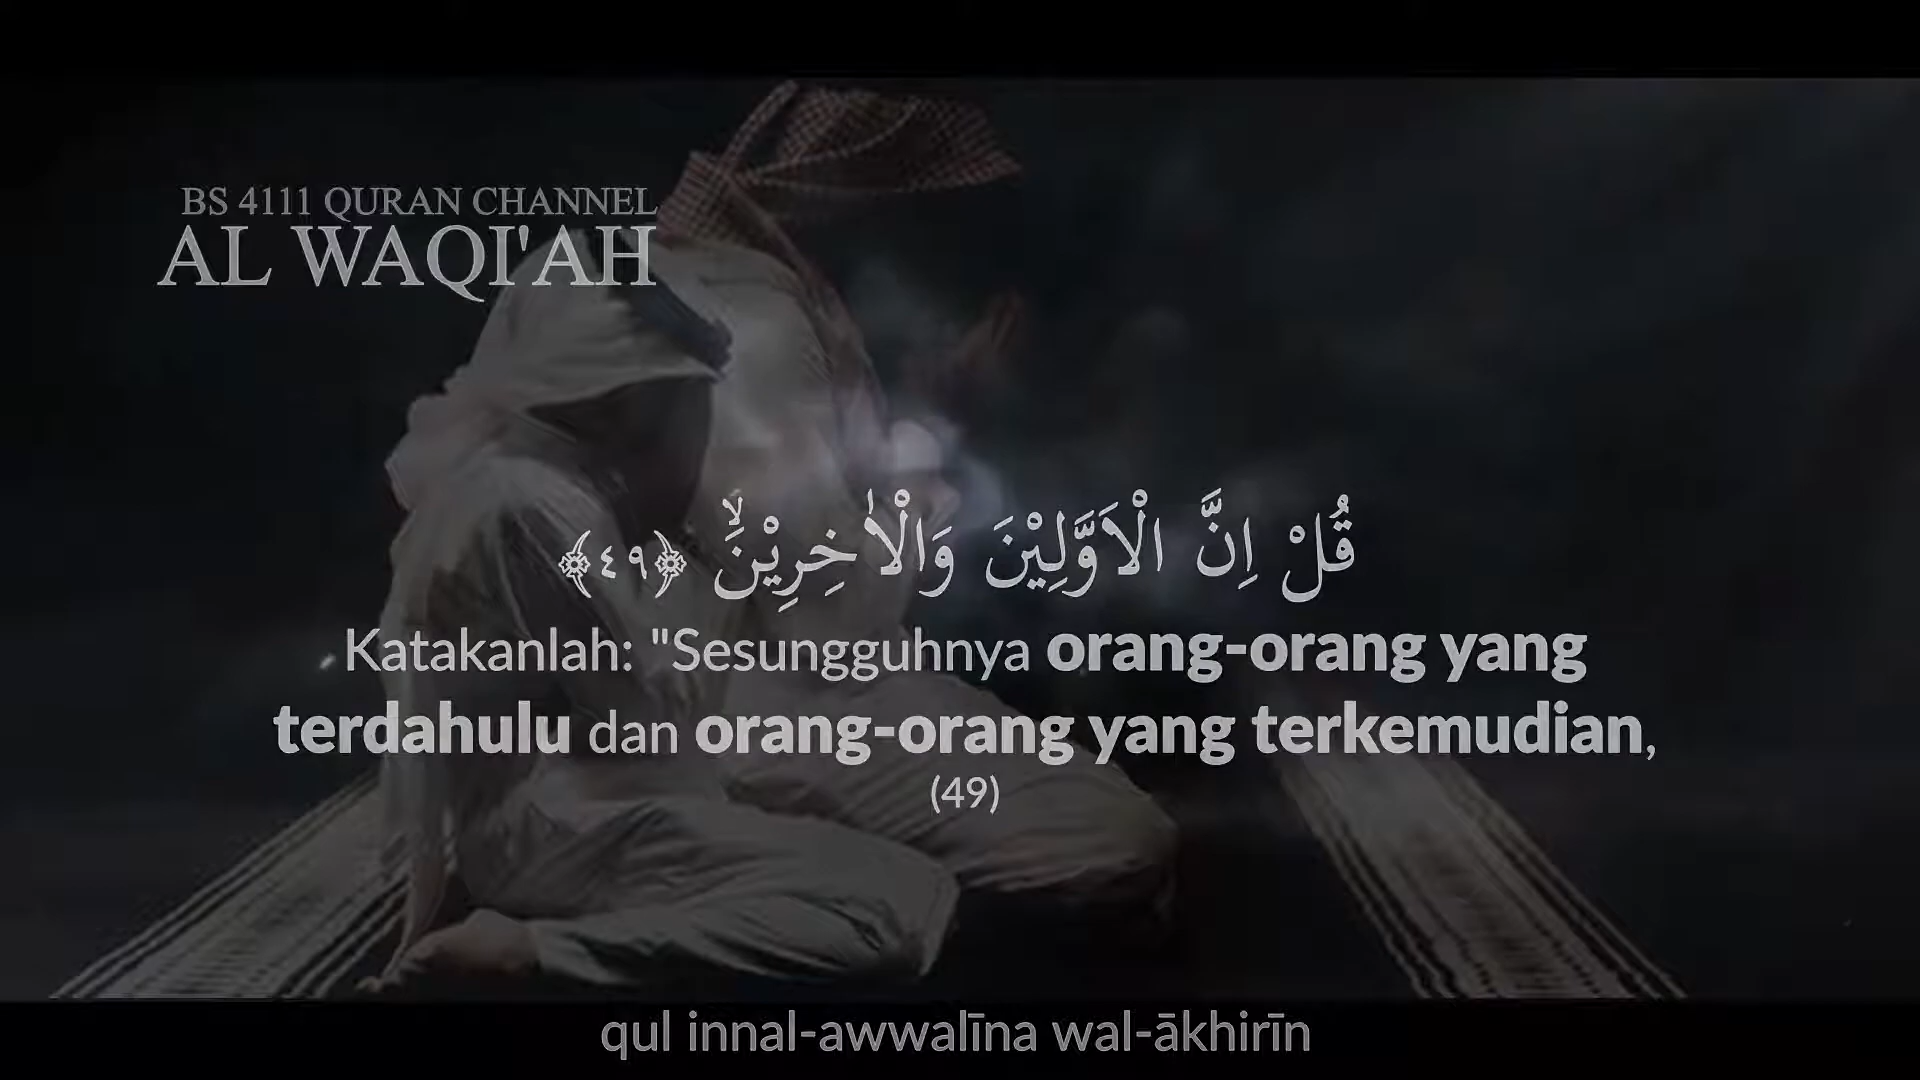 BS 4111 QURAN CHANNEL
AL WAQI'AH
قُلْ اِنَّ الْاَوَّلِيْنَ وَالْاٰخِرِيْنَۙ ﴿٤٩﴾
Katakanlah: "Sesungguhnya orang-orang yang
terdahulu dan orang-orang yang terkemudian,
(49)
qul innal-awwalīna wal-ākhirīn